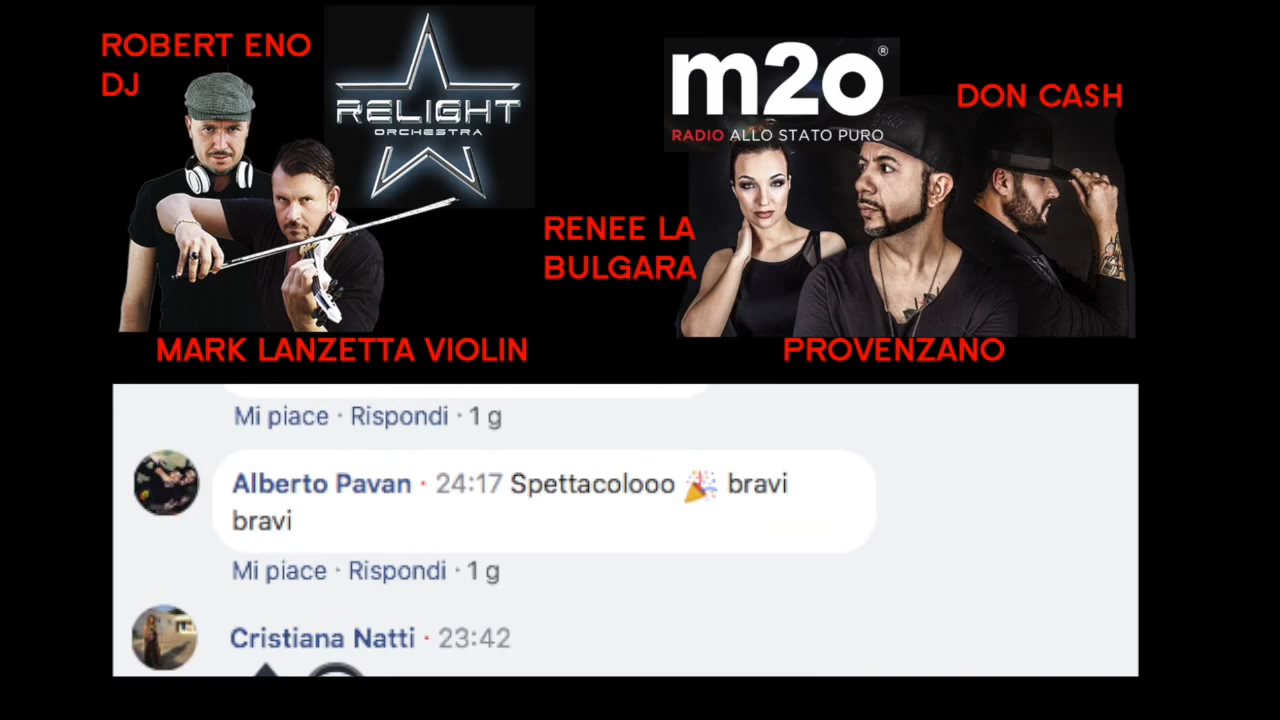 ROBERT ENO
DJ
RELIGHT
ORCHESTRA
m2o®
RADIO ALLO STATO PURO
DON CASH
RENEE LA
BULGARA
MARK LANZETTA VIOLIN
PROVENZANO
Mi piace · Rispondi · 1 g
Alberto Pavan · 24:17 Spettacolooo 🎉 bravi
bravi
Mi piace · Rispondi · 1 g
Cristiana Natti · 23:42